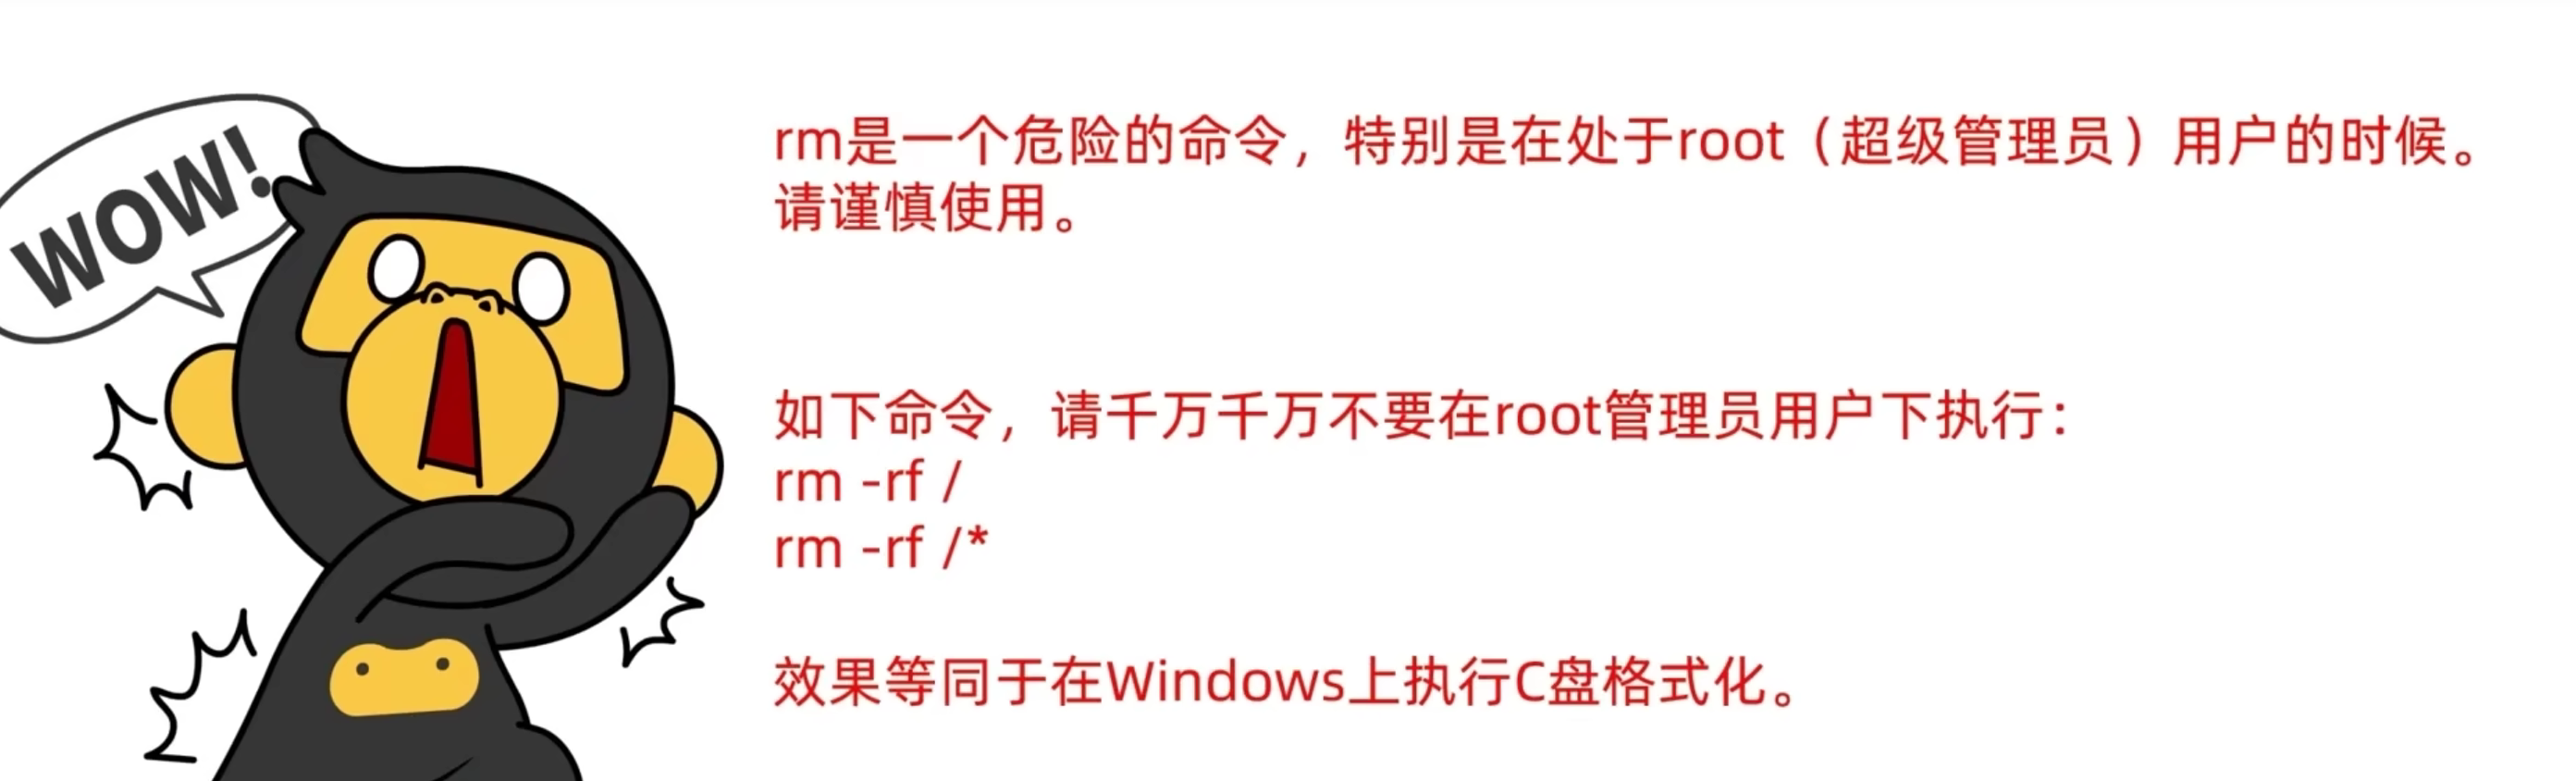 WOW!
rm是一个危险的命令，特别是在处于root（超级管理员）用户的时候。
请谨慎使用。
如下命令，请千万千万不要在root管理员用户下执行：
rm -rf /
rm -rf /*
效果等同于在Windows上执行C盘格式化。